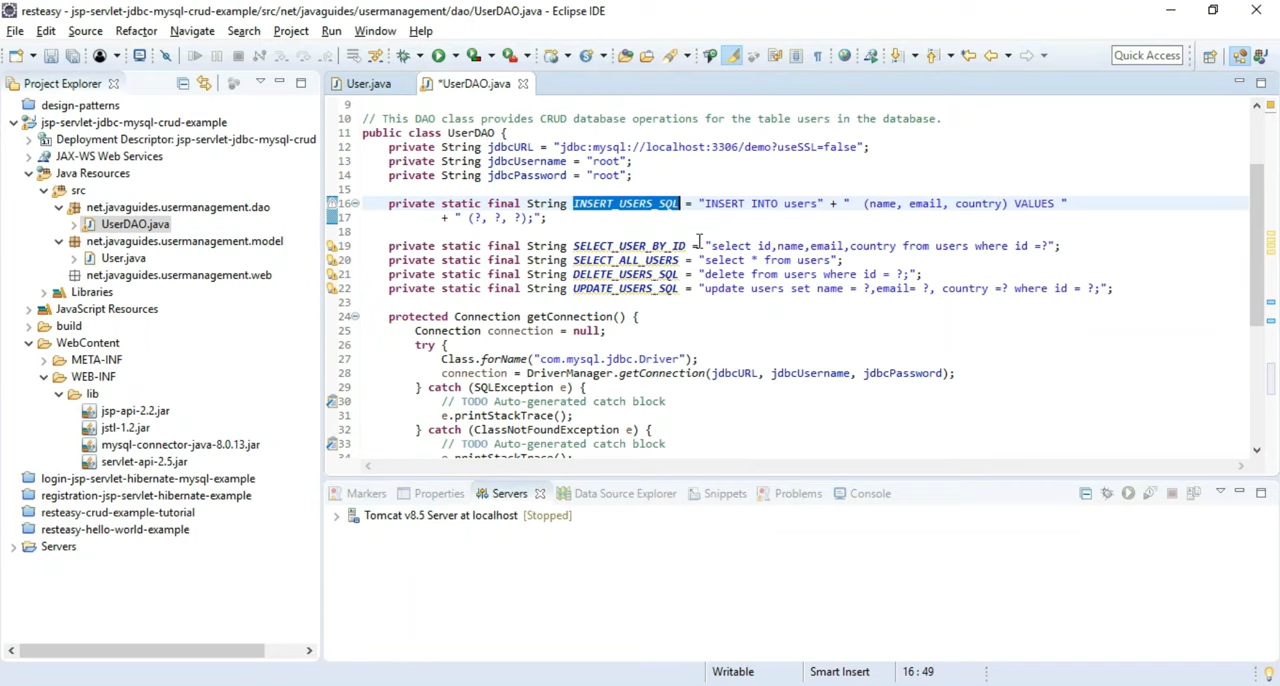 resteasy - jsp-servlet-jdbc-mysql-crud-example/src/net/javaguides/usermanagement/dao/UserDAO.java - Eclipse IDE
File Edit Source Refactor Navigate Search Project Run Window Help
Quick Access
Project Explorer
User.java
*UserDAO.java
design-patterns
jsp-servlet-jdbc-mysql-crud-example
Deployment Descriptor: jsp-servlet-jdbc-mysql-crud
JAX-WS Web Services
Java Resources
src
net.javaguides.usermanagement.dao
UserDAO.java
net.javaguides.usermanagement.model
User.java
net.javaguides.usermanagement.web
Libraries
JavaScript Resources
build
WebContent
META-INF
WEB-INF
lib
jsp-api-2.2.jar
jstl-1.2.jar
mysql-connector-java-8.0.13.jar
servlet-api-2.5.jar
login-jsp-servlet-hibernate-mysql-example
registration-jsp-servlet-hibernate-example
resteasy-crud-example-tutorial
resteasy-hello-world-example
Servers
9
10 // This DAO class provides CRUD database operations for the table users in the database.
11 public class UserDAO {
12 private String jdbcURL = "jdbc:mysql://localhost:3306/demo?useSSL=false";
13 private String jdbcUsername = "root";
14 private String jdbcPassword = "root";
15
16 private static final String INSERT_USERS_SQL = "INSERT INTO users" + "  (name, email, country) VALUES "
17 + " (?, ?, ?);";
18
19 private static final String SELECT_USER_BY_ID = "select id,name,email,country from users where id =?";
20 private static final String SELECT_ALL_USERS = "select * from users";
21 private static final String DELETE_USERS_SQL = "delete from users where id = ?;";
22 private static final String UPDATE_USERS_SQL = "update users set name = ?,email= ?, country =? where id = ?;";
23
24 protected Connection getConnection() {
25 Connection connection = null;
26 try {
27 Class.forName("com.mysql.jdbc.Driver");
28 connection = DriverManager.getConnection(jdbcURL, jdbcUsername, jdbcPassword);
29 } catch (SQLException e) {
30 // TODO Auto-generated catch block
31 e.printStackTrace();
32 } catch (ClassNotFoundException e) {
33 // TODO Auto-generated catch block
34 e.printStackTrace();
Markers Properties Servers Data Source Explorer Snippets Problems Console
Tomcat v8.5 Server at localhost [Stopped]
Writable Smart Insert 16 : 49